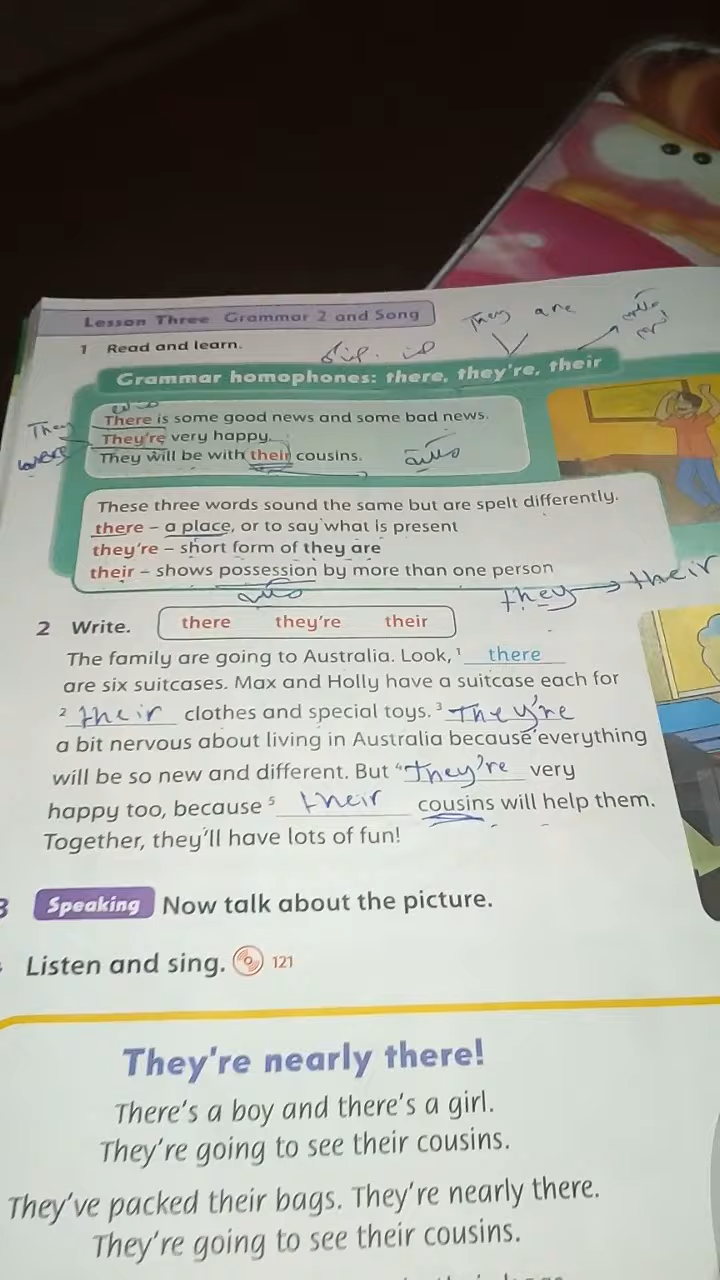 Lesson Three Grammar 2 and Song
They are
1 Read and learn.
Grammar homophones: there, they're, their
There is some good news and some bad news.
They
They're very happy.
were
They will be with their cousins.
These three words sound the same but are spelt differently.
there – a place, or to say what is present
they're – short form of they are
their – shows possession by more than one person
they → their
2 Write. there they're their
The family are going to Australia. Look, 1 there
are six suitcases. Max and Holly have a suitcase each for
2 their clothes and special toys. 3 They're
a bit nervous about living in Australia because everything
will be so new and different. But 4 they're very
happy too, because 5 their cousins will help them.
Together, they'll have lots of fun!
3 Speaking Now talk about the picture.
Listen and sing. 121
They're nearly there!
There's a boy and there's a girl.
They're going to see their cousins.
They've packed their bags. They're nearly there.
They're going to see their cousins.